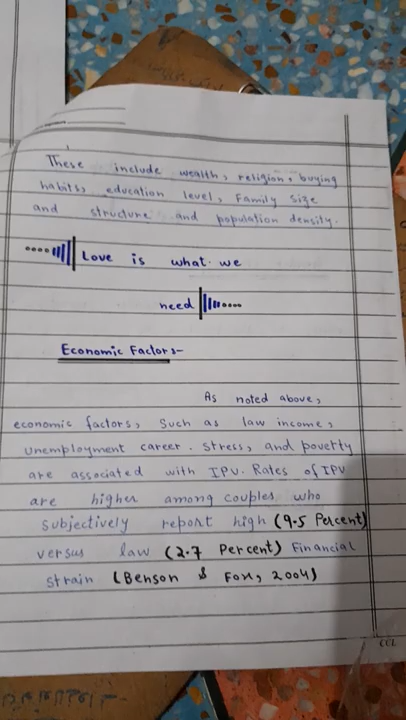 These include wealth, religion, buying
habits, education level, Family Size
and structure and population density.
Love is what we
need
Economic Factors-
As noted above,
economic factors, Such as law income,
unemployment career. stress, and poverty
are associated with IPV. Rates of IPV
are higher among couples who
subjectively report high (9.5 Percent)
versus law (2.7 Percent) Financial
strain (Benson & Fox, 2004)